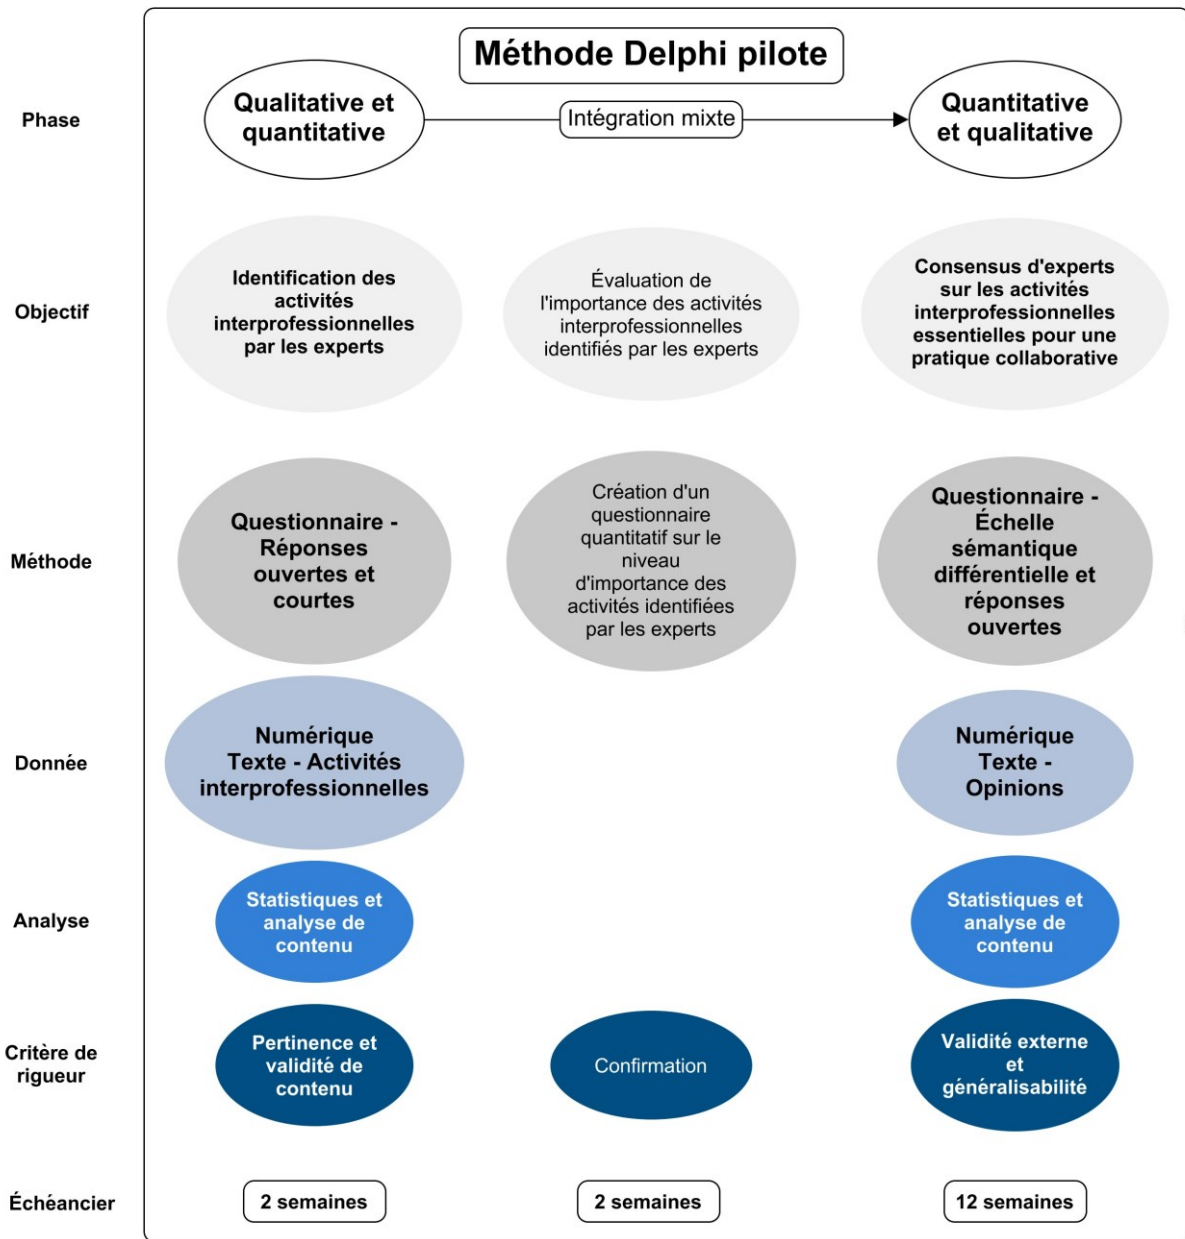 Méthode Delphi pilote
Phase
Qualitative et
quantitative
Intégration mixte
Quantitative
et qualitative
Objectif
Identification des
activités
interprofessionnelles
par les experts
Évaluation de
l'importance des activités
interprofessionnelles
identifiés par les experts
Consensus d'experts
sur les activités
interprofessionnelles
essentielles pour une
pratique collaborative
Méthode
Questionnaire -
Réponses
ouvertes et
courtes
Création d'un
questionnaire
quantitatif sur le
niveau
d'importance des
activités identifiées
par les experts
Questionnaire -
Échelle
sémantique
différentielle et
réponses
ouvertes
Donnée
Numérique
Texte - Activités
interprofessionnelles
Numérique
Texte -
Opinions
Analyse
Statistiques et
analyse de
contenu
Statistiques et
analyse de
contenu
Critère de
rigueur
Pertinence et
validité de
contenu
Confirmation
Validité externe
et
généralisabilité
Échéancier
2 semaines
2 semaines
12 semaines